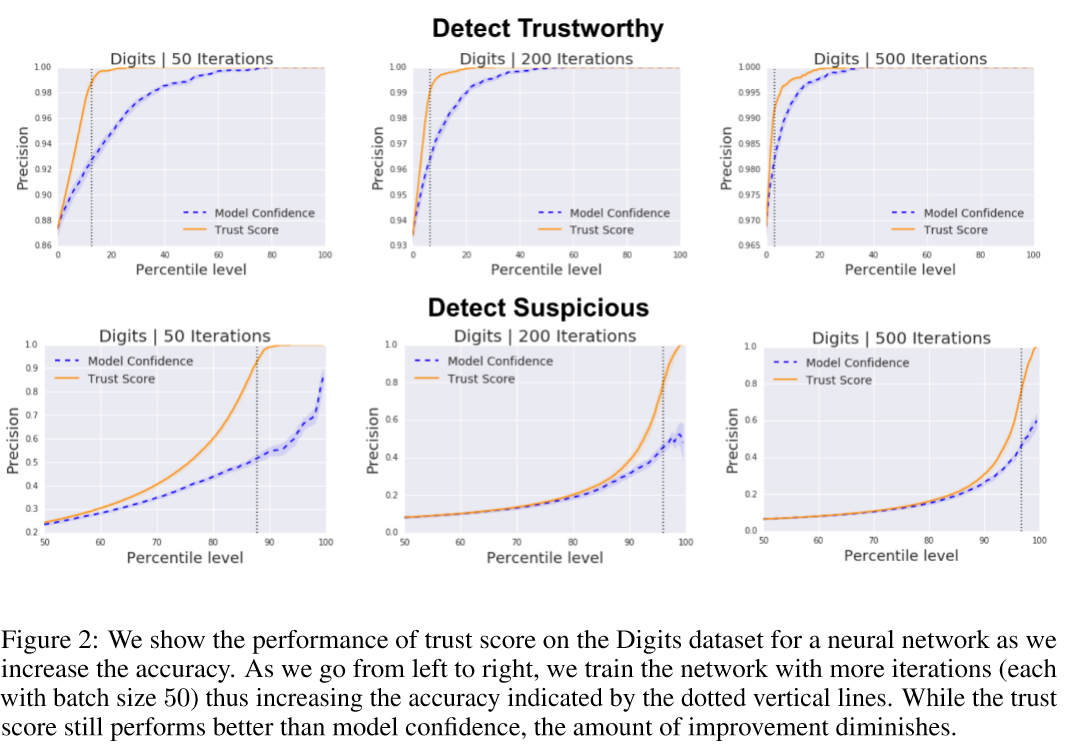 Detect Trustworthy
Digits | 50 Iterations
1.00
0.98
0.96
0.94
0.92
0.90
0.88
0.86
Precision
0
20
40
60
80
100
Percentile level
Model Confidence
Trust Score
Digits | 200 Iterations
1.00
0.99
0.98
0.97
0.96
0.95
0.94
0.93
Precision
0
20
40
60
80
100
Percentile level
Model Confidence
Trust Score
Digits | 500 Iterations
1.000
0.995
0.990
0.985
0.980
0.975
0.970
0.965
Precision
0
20
40
60
80
100
Percentile level
Model Confidence
Trust Score
Detect Suspicious
Digits | 50 Iterations
1.0
0.9
0.8
0.7
0.6
0.5
0.4
0.3
0.2
Precision
50
60
70
80
90
100
Percentile level
Model Confidence
Trust Score
Digits | 200 Iterations
1.0
0.8
0.6
0.4
0.2
0.0
Precision
50
60
70
80
90
100
Percentile level
Model Confidence
Trust Score
Digits | 500 Iterations
1.0
0.8
0.6
0.4
0.2
0.0
Precision
50
60
70
80
90
100
Percentile level
Model Confidence
Trust Score
Figure 2: We show the performance of trust score on the Digits dataset for a neural network as we
increase the accuracy. As we go from left to right, we train the network with more iterations (each
with batch size 50) thus increasing the accuracy indicated by the dotted vertical lines. While the trust
score still performs better than model confidence, the amount of improvement diminishes.